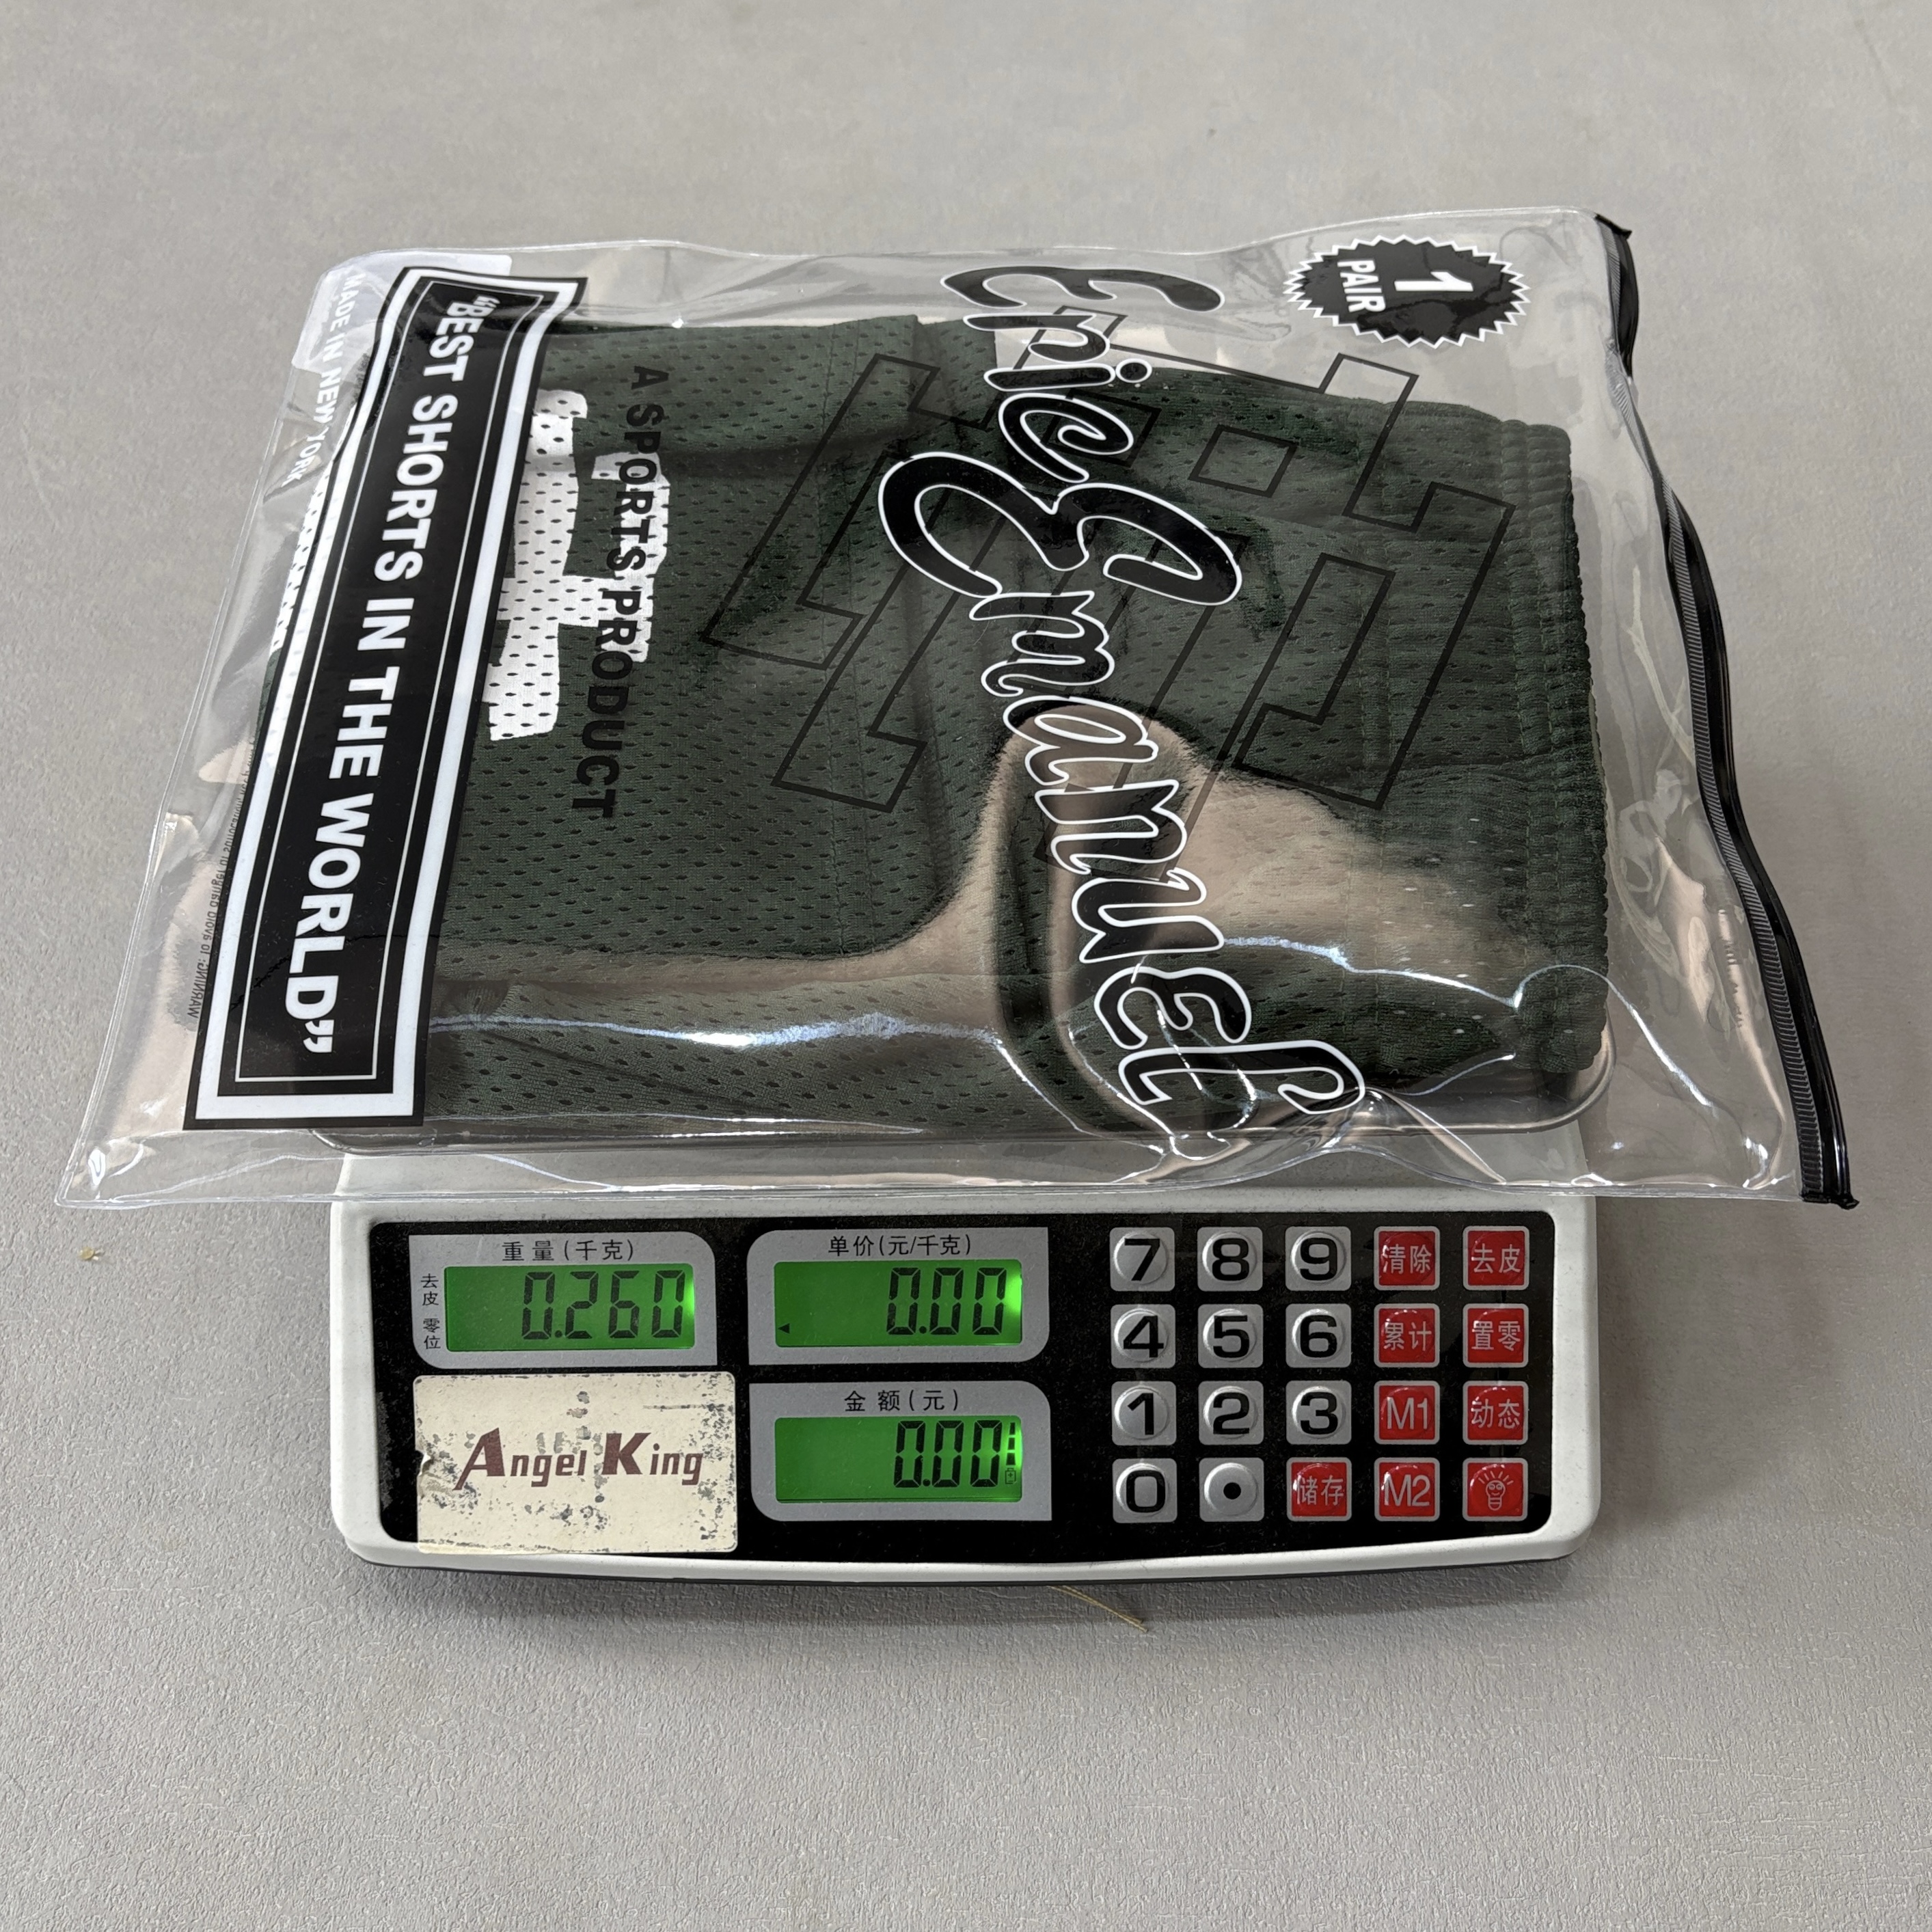 1
PAIR
Eric Emanuel
A SPORTS PRODUCT
"BEST SHORTS IN THE WORLD"
MADE IN NEW YORK
重量(千克)
去皮
零位
0.260
单价(元/千克)
0.00
金额(元)
0.00
Angel King
7 8 9 清除 去皮
4 5 6 累计 置零
1 2 3 M1 动态
0 • 储存 M2